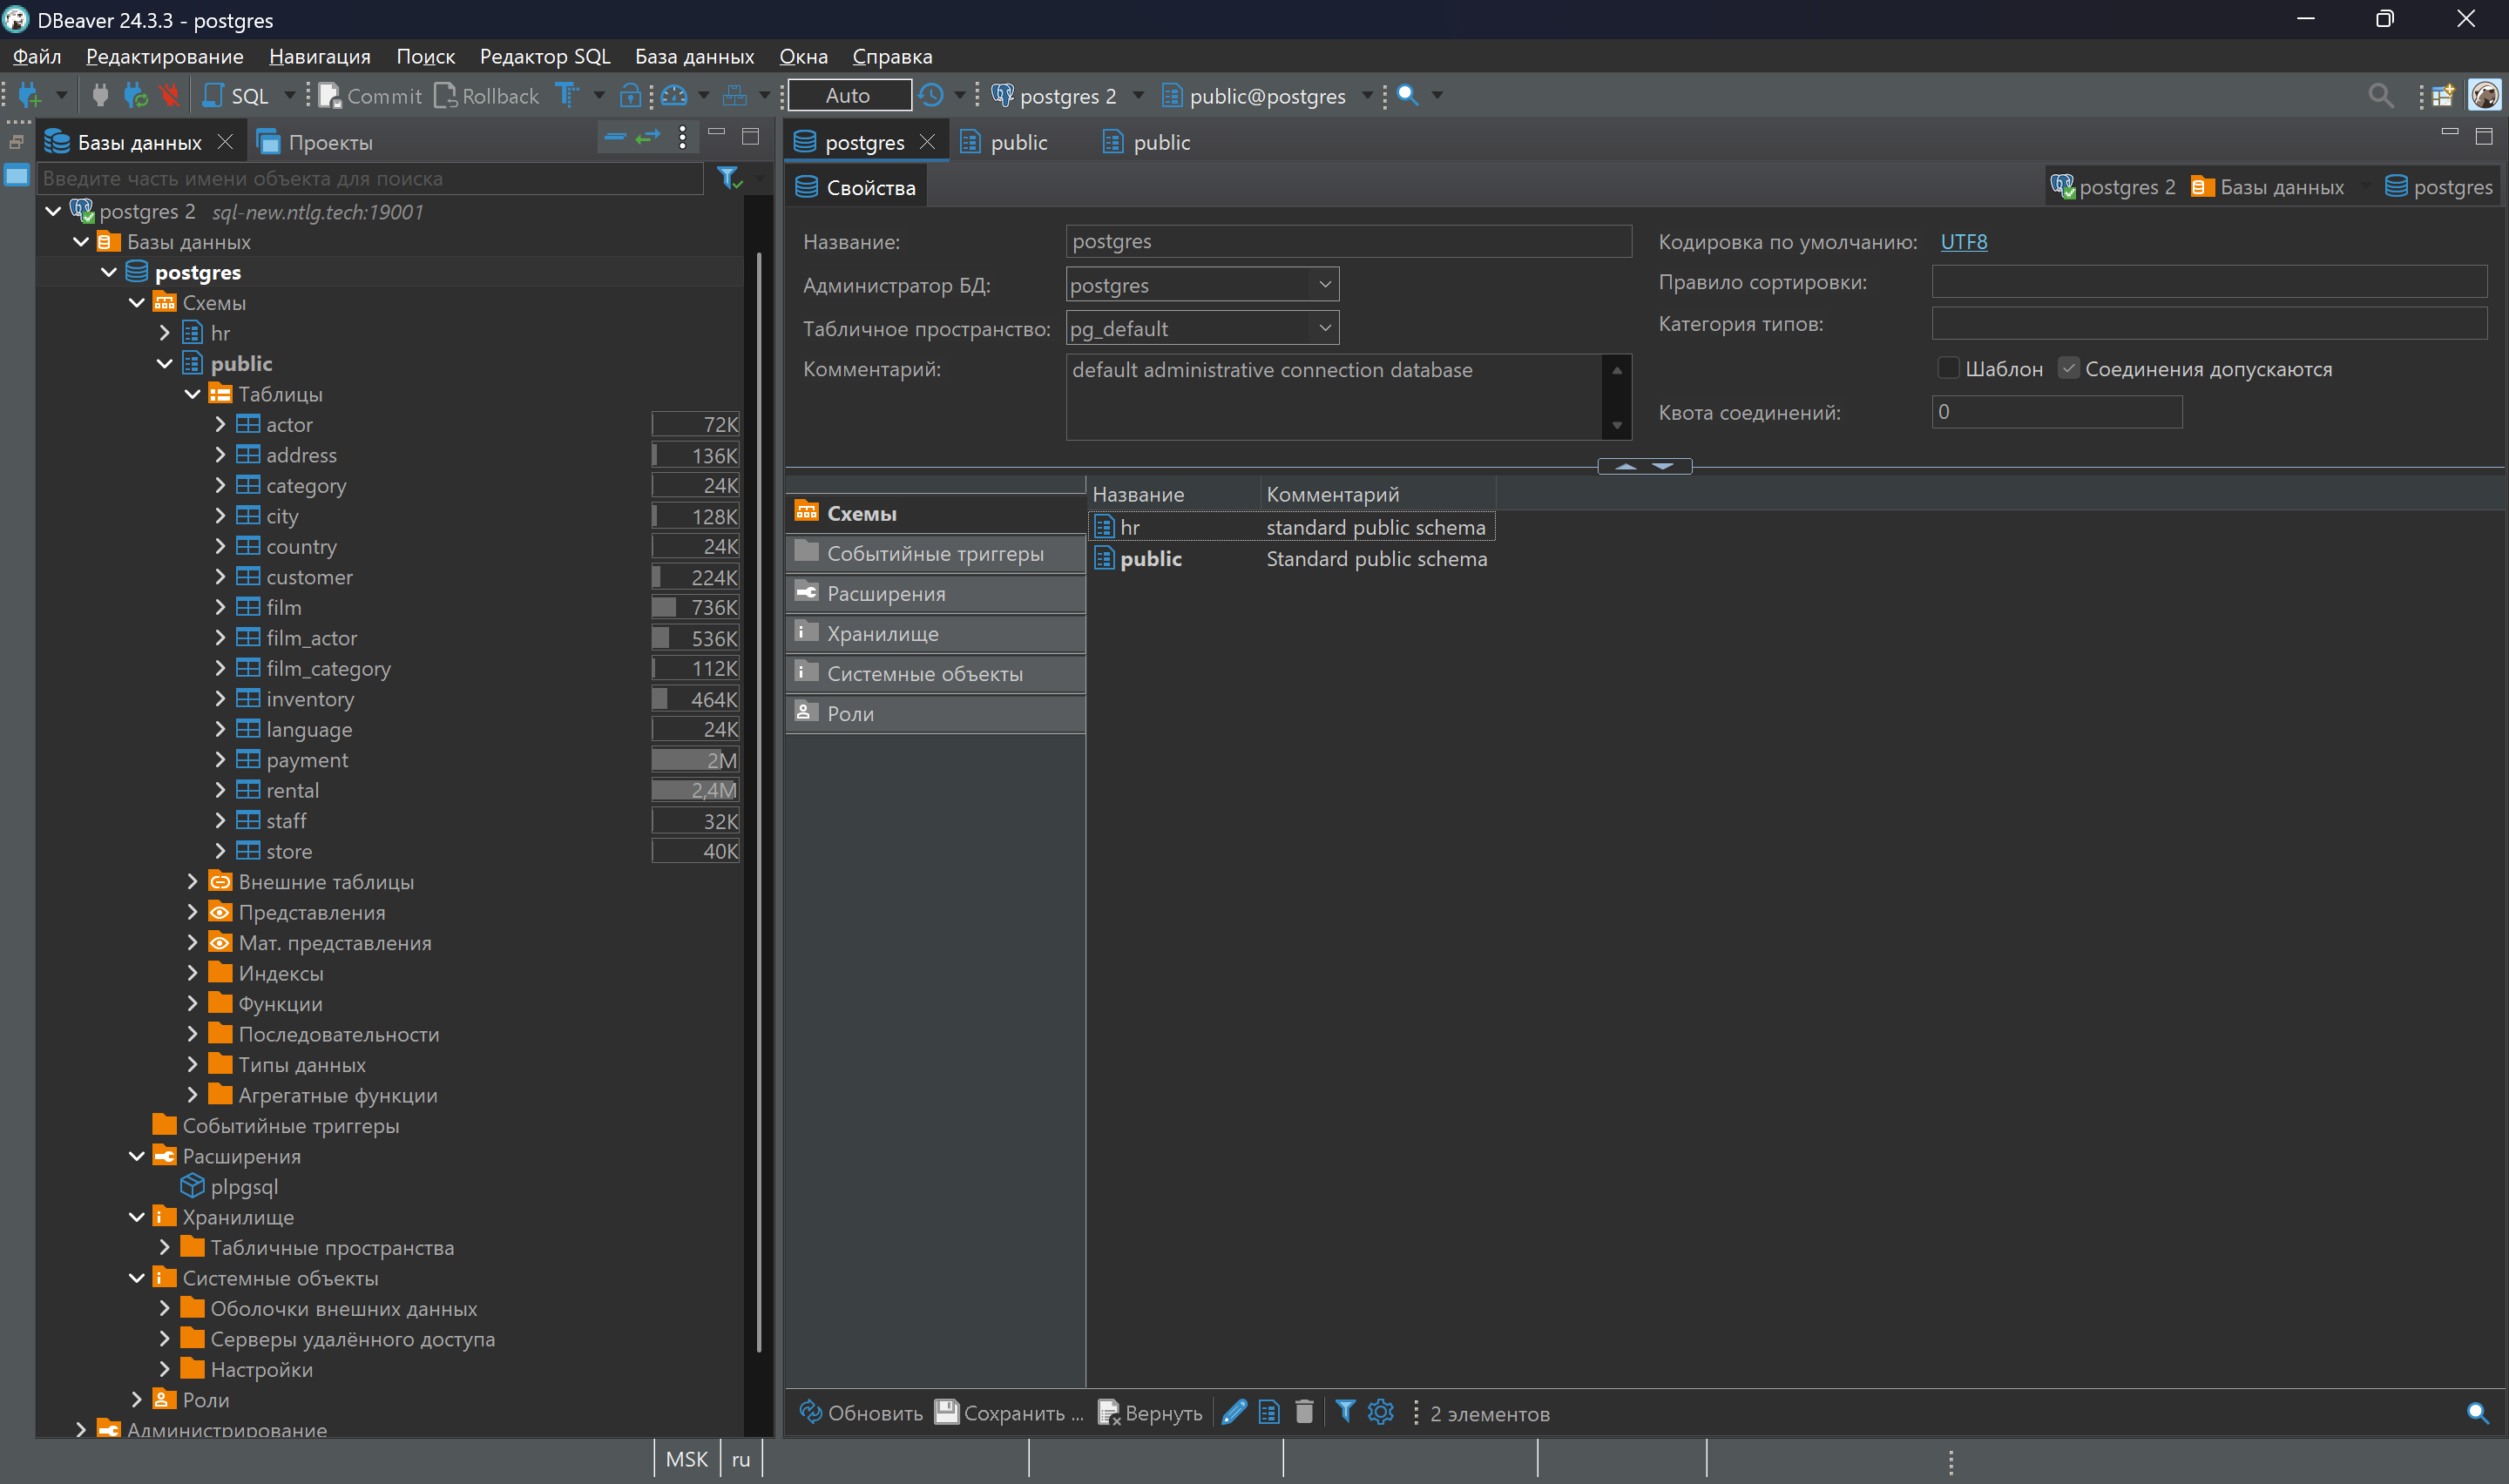 DBeaver 24.3.3 - postgres
Файл Редактирование Навигация Поиск Редактор SQL База данных Окна Справка
SQL Commit Rollback Auto postgres 2 public@postgres
Базы данных Проекты
Введите часть имени объекта для поиска
postgres 2 sql-new.ntlg.tech:19001
Базы данных
postgres
Схемы
hr
public
Таблицы
actor 72K
address 136K
category 24K
city 128K
country 24K
customer 224K
film 736K
film_actor 536K
film_category 112K
inventory 464K
language 24K
payment 2M
rental 2,4M
staff 32K
store 40K
Внешние таблицы
Представления
Мат. представления
Индексы
Функции
Последовательности
Типы данных
Агрегатные функции
Событийные триггеры
Расширения
plpgsql
Хранилище
Табличные пространства
Системные объекты
Оболочки внешних данных
Серверы удалённого доступа
Настройки
Роли
Администрирование
postgres public public
Свойства postgres 2 Базы данных postgres
Название: postgres Кодировка по умолчанию: UTF8
Администратор БД: postgres Правило сортировки:
Табличное пространство: pg_default Категория типов:
Комментарий: default administrative connection database Шаблон Соединения допускаются
Квота соединений: 0
Название Комментарий
Схемы
Событийные триггеры
Расширения
Хранилище
Системные объекты
Роли
hr standard public schema
public Standard public schema
Обновить Сохранить ... Вернуть 2 элементов
MSK ru